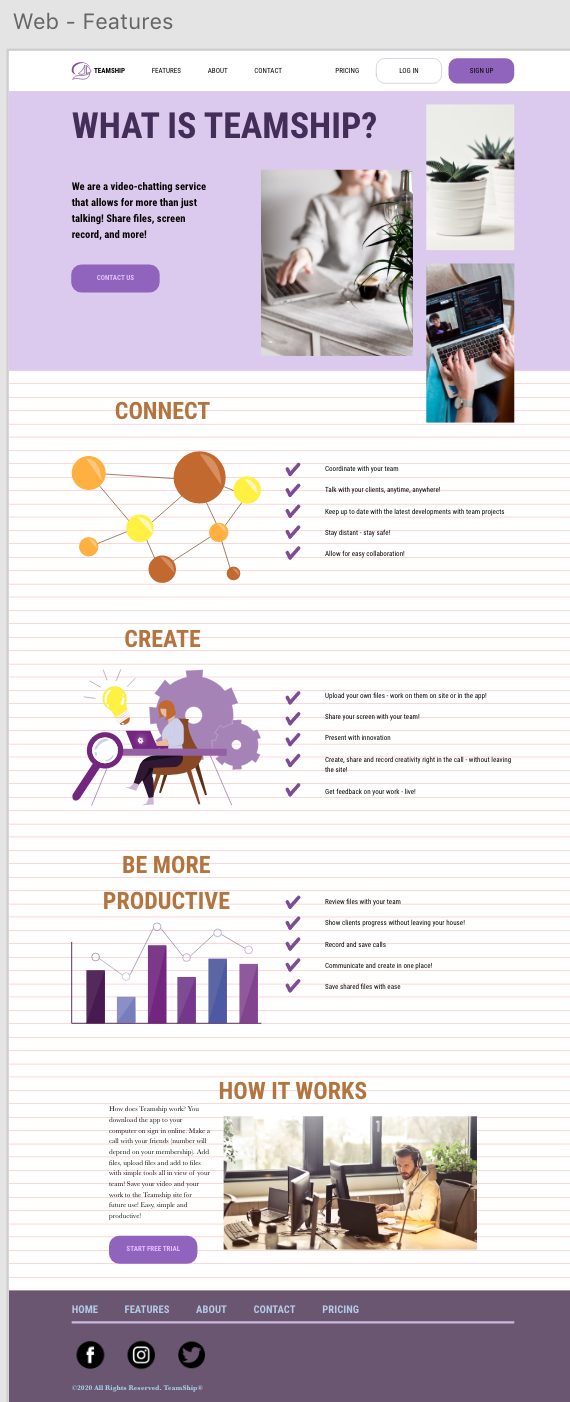 Web - Features
TEAMSHIP FEATURES ABOUT CONTACT PRICING LOG IN SIGN UP
WHAT IS TEAMSHIP?
We are a video-chatting service
that allows for more than just
talking! Share files, screen
record, and more!
CONTACT US
CONNECT
Coordinate with your team
Talk with your clients, anytime, anywhere!
Keep up to date with the latest developments with team projects
Stay distant - stay safe!
Allow for easy collaboration!
CREATE
Upload your own files - work on them on site or in the app!
Share your screen with your team!
Present with innovation
Create, share and record creativity right in the call - without leaving
the site!
Get feedback on your work - live!
BE MORE
PRODUCTIVE
Review files with your team
Show clients progress without leaving your house!
Record and save calls
Communicate and create in one place!
Save shared files with ease
HOW IT WORKS
How does Teamship work? You
download the app to your
computer on sign in online. Make a
call with your friends (number will
depend on your membership). Add
files, upload files and add to files
with simple tools all in view of your
team! Save your video and your
work to the Teamship site for
future use! Easy, simple and
productive!
START FREE TRIAL
HOME FEATURES ABOUT CONTACT PRICING
©2020 All Rights Reserved. TeamShip®